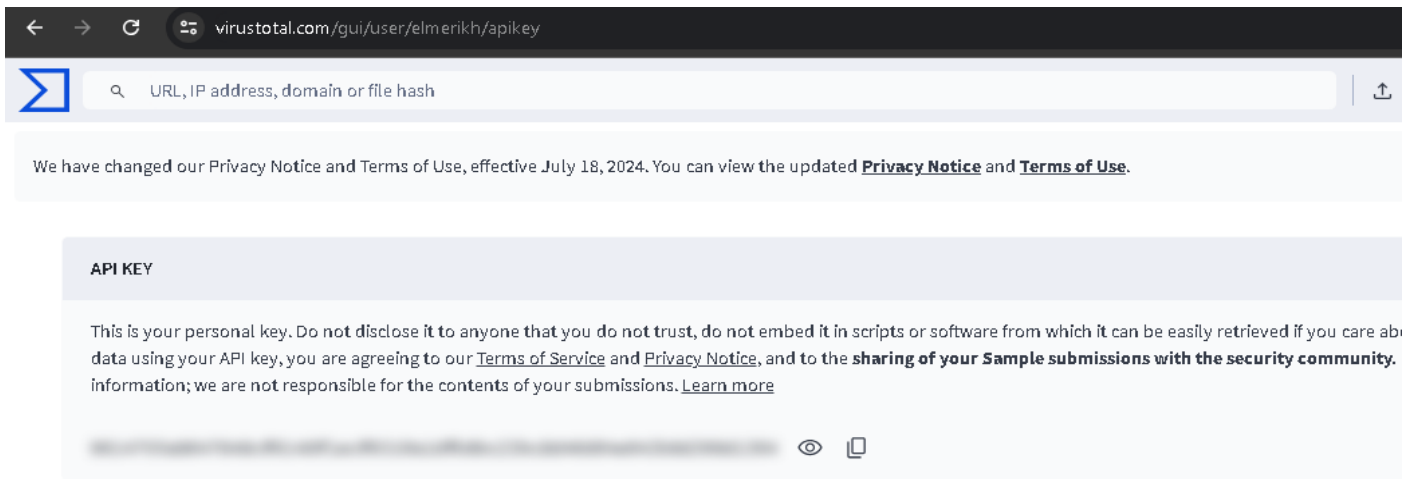 virustotal.com/gui/user/elmerikh/apikey
URL, IP address, domain or file hash
We have changed our Privacy Notice and Terms of Use, effective July 18, 2024. You can view the updated Privacy Notice and Terms of Use.
API KEY
This is your personal key. Do not disclose it to anyone that you do not trust, do not embed it in scripts or software from which it can be easily retrieved if you care
data using your API key, you are agreeing to our Terms of Service and Privacy Notice, and to the sharing of your Sample submissions with the security community.
information; we are not responsible for the contents of your submissions. Learn more